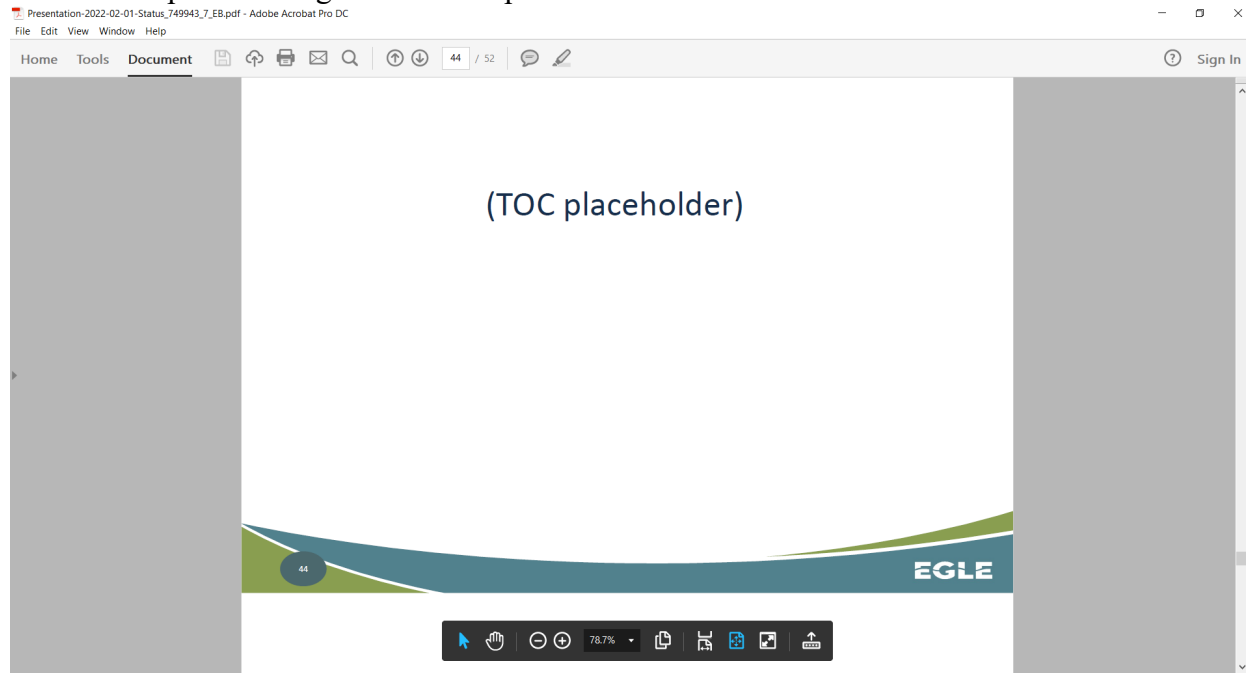 Presentation-2022-02-01-Status_749943_7_EB.pdf - Adobe Acrobat Pro DC
File Edit View Window Help
Home Tools Document 44 / 52 Sign In
(TOC placeholder)
44
EGLE
78.7%